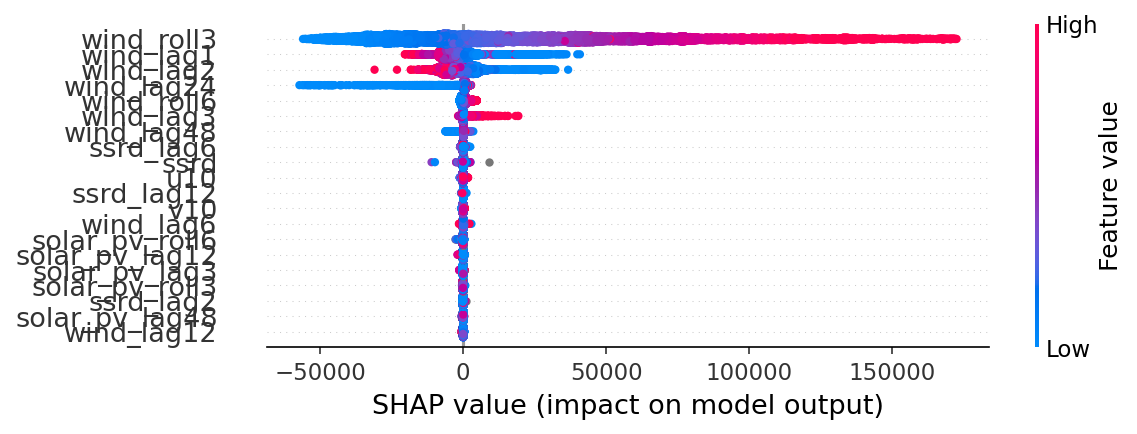 wind_roll3
wind_lag1
wind_lag2
wind_lag24
wind_roll6
wind_lag3
wind_lag48
ssrd_lag6
ssrd
u10
ssrd_lag12
v10
wind_lag6
solar_pv_roll6
solar_pv_lag12
solar_pv_lag3
solar_pv_roll3
ssrd_lag2
solar_pv_lag48
wind_lag12
−50000 0 50000 100000 150000
SHAP value (impact on model output)
High
Feature value
Low